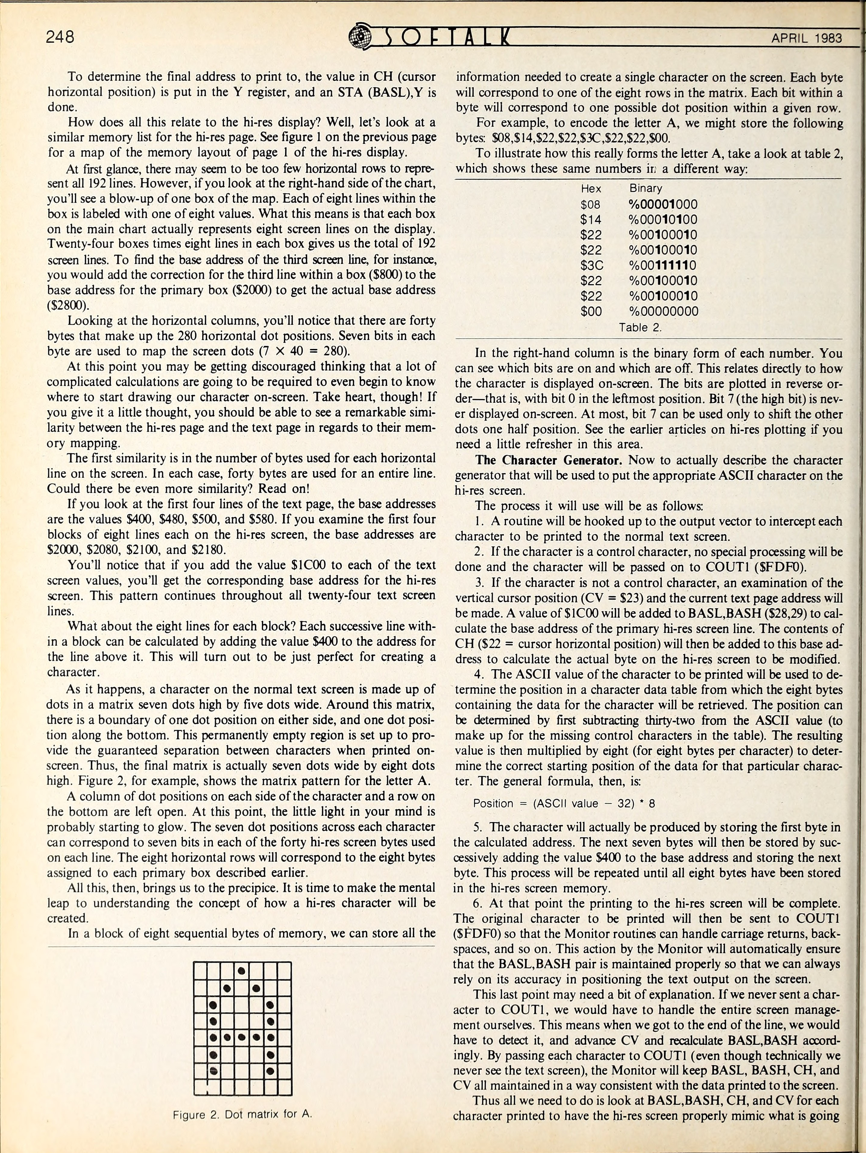 248
SOFTALK
APRIL 1983
To determine the final address to print to, the value in CH (cursor
horizontal position) is put in the Y register, and an STA (BASL),Y is
done.
How does all this relate to the hi-res display? Well, let's look at a
similar memory list for the hi-res page. See figure 1 on the previous page
for a map of the memory layout of page 1 of the hi-res display.
At first glance, there may seem to be too few horizontal rows to repre-
sent all 192 lines. However, if you look at the right-hand side of the chart,
you'll see a blow-up of one box of the map. Each of eight lines within the
box is labeled with one of eight values. What this means is that each box
on the main chart actually represents eight screen lines on the display.
Twenty-four boxes times eight lines in each box gives us the total of 192
screen lines. To find the base address of the third screen line, for instance,
you would add the correction for the third line within a box ($800) to the
base address for the primary box ($2000) to get the actual base address
($2800).
Looking at the horizontal columns, you'll notice that there are forty
bytes that make up the 280 horizontal dot positions. Seven bits in each
byte are used to map the screen dots (7 × 40 = 280).
At this point you may be getting discouraged thinking that a lot of
complicated calculations are going to be required to even begin to know
where to start drawing our character on-screen. Take heart, though! If
you give it a little thought, you should be able to see a remarkable simi-
larity between the hi-res page and the text page in regards to their mem-
ory mapping.
The first similarity is in the number of bytes used for each horizontal
line on the screen. In each case, forty bytes are used for an entire line.
Could there be even more similarity? Read on!
If you look at the first four lines of the text page, the base addresses
are the values $400, $480, $500, and $580. If you examine the first four
blocks of eight lines each on the hi-res screen, the base addresses are
$2000, $2080, $2100, and $2180.
You'll notice that if you add the value $1C00 to each of the text
screen values, you'll get the corresponding base address for the hi-res
screen. This pattern continues throughout all twenty-four text screen
lines.
What about the eight lines for each block? Each successive line with-
in a block can be calculated by adding the value $400 to the address for
the line above it. This will turn out to be just perfect for creating a
character.
As it happens, a character on the normal text screen is made up of
dots in a matrix seven dots high by five dots wide. Around this matrix,
there is a boundary of one dot position on either side, and one dot posi-
tion along the bottom. This permanently empty region is set up to pro-
vide the guaranteed separation between characters when printed on-
screen. Thus, the final matrix is actually seven dots wide by eight dots
high. Figure 2, for example, shows the matrix pattern for the letter A.
A column of dot positions on each side of the character and a row on
the bottom are left open. At this point, the little light in your mind is
probably starting to glow. The seven dot positions across each character
can correspond to seven bits in each of the forty hi-res screen bytes used
on each line. The eight horizontal rows will correspond to the eight bytes
assigned to each primary box described earlier.
All this, then, brings us to the precipice. It is time to make the mental
leap to understanding the concept of how a hi-res character will be
created.
In a block of eight sequential bytes of memory, we can store all the
Figure 2. Dot matrix for A.
information needed to create a single character on the screen. Each byte
will correspond to one of the eight rows in the matrix. Each bit within a
byte will correspond to one possible dot position within a given row.
For example, to encode the letter A, we might store the following
bytes: $08,$14,$22,$22,$3C,$22,$22,$00.
To illustrate how this really forms the letter A, take a look at table 2,
which shows these same numbers in a different way:
Hex Binary
$08 %00001000
$14 %00010100
$22 %00100010
$22 %00100010
$3C %00111110
$22 %00100010
$22 %00100010
$00 %00000000
Table 2.
In the right-hand column is the binary form of each number. You
can see which bits are on and which are off. This relates directly to how
the character is displayed on-screen. The bits are plotted in reverse or-
der—that is, with bit 0 in the leftmost position. Bit 7 (the high bit) is nev-
er displayed on-screen. At most, bit 7 can be used only to shift the other
dots one half position. See the earlier articles on hi-res plotting if you
need a little refresher in this area.
The Character Generator. Now to actually describe the character
generator that will be used to put the appropriate ASCII character on the
hi-res screen.
The process it will use will be as follows:
1. A routine will be hooked up to the output vector to intercept each
character to be printed to the normal text screen.
2. If the character is a control character, no special processing will be
done and the character will be passed on to COUT1 ($FDF0).
3. If the character is not a control character, an examination of the
vertical cursor position (CV = $23) and the current text page address will
be made. A value of $1C00 will be added to BASL,BASH ($28,29) to cal-
culate the base address of the primary hi-res screen line. The contents of
CH ($22 = cursor horizontal position) will then be added to this base ad-
dress to calculate the actual byte on the hi-res screen to be modified.
4. The ASCII value of the character to be printed will be used to de-
termine the position in a character data table from which the eight bytes
containing the data for the character will be retrieved. The position can
be determined by first subtracting thirty-two from the ASCII value (to
make up for the missing control characters in the table). The resulting
value is then multiplied by eight (for eight bytes per character) to deter-
mine the correct starting position of the data for that particular charac-
ter. The general formula, then, is:
Position = (ASCII value − 32) * 8
5. The character will actually be produced by storing the first byte in
the calculated address. The next seven bytes will then be stored by suc-
cessively adding the value $400 to the base address and storing the next
byte. This process will be repeated until all eight bytes have been stored
in the hi-res screen memory.
6. At that point the printing to the hi-res screen will be complete.
The original character to be printed will then be sent to COUT1
($FDF0) so that the Monitor routines can handle carriage returns, back-
spaces, and so on. This action by the Monitor will automatically ensure
that the BASL,BASH pair is maintained properly so that we can always
rely on its accuracy in positioning the text output on the screen.
This last point may need a bit of explanation. If we never sent a char-
acter to COUT1, we would have to handle the entire screen manage-
ment ourselves. This means when we got to the end of the line, we would
have to detect it, and advance CV and recalculate BASL,BASH accord-
ingly. By passing each character to COUT1 (even though technically we
never see the text screen), the Monitor will keep BASL, BASH, CH, and
CV all maintained in a way consistent with the data printed to the screen.
Thus all we need to do is look at BASL,BASH, CH, and CV for each
character printed to have the hi-res screen properly mimic what is going